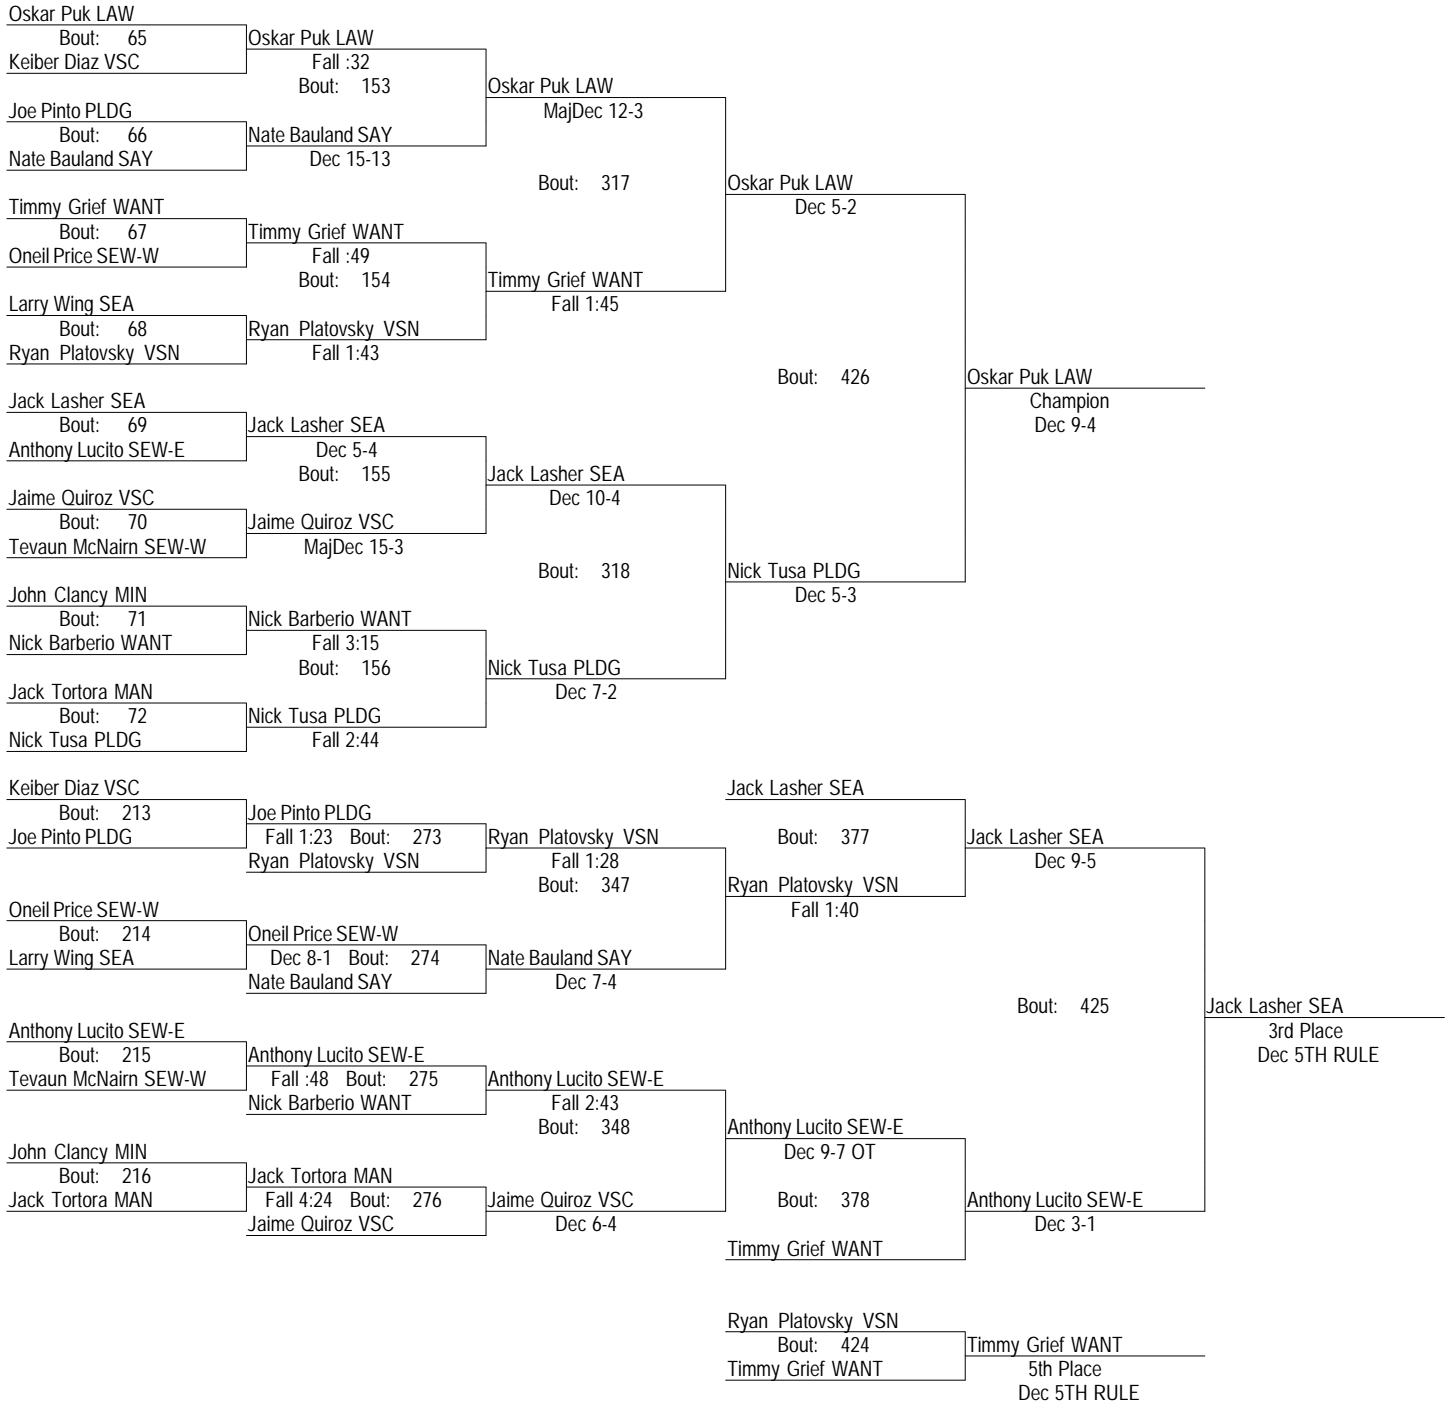 Oskar Puk LAW
Bout: 65 Oskar Puk LAW
Keiber Diaz VSC Fall :32
Bout: 153 Oskar Puk LAW
Joe Pinto PLDG MajDec 12-3
Bout: 66 Nate Bauland SAY
Nate Bauland SAY Dec 15-13
Bout: 317 Oskar Puk LAW
Timmy Grief WANT Dec 5-2
Bout: 67 Timmy Grief WANT
Oneil Price SEW-W Fall :49
Bout: 154 Timmy Grief WANT
Larry Wing SEA Fall 1:45
Bout: 68 Ryan Platovsky VSN
Ryan Platovsky VSN Fall 1:43
Bout: 426 Oskar Puk LAW
Jack Lasher SEA Champion
Bout: 69 Jack Lasher SEA Dec 9-4
Anthony Lucito SEW-E Dec 5-4
Bout: 155 Jack Lasher SEA
Jaime Quiroz VSC Dec 10-4
Bout: 70 Jaime Quiroz VSC
Tevaun McNairn SEW-W MajDec 15-3
Bout: 318 Nick Tusa PLDG
John Clancy MIN Dec 5-3
Bout: 71 Nick Barberio WANT
Nick Barberio WANT Fall 3:15
Bout: 156 Nick Tusa PLDG
Jack Tortora MAN Dec 7-2
Bout: 72 Nick Tusa PLDG
Nick Tusa PLDG Fall 2:44
Keiber Diaz VSC Jack Lasher SEA
Bout: 213 Joe Pinto PLDG
Joe Pinto PLDG Fall 1:23 Bout: 273 Ryan Platovsky VSN Bout: 377 Jack Lasher SEA
Ryan Platovsky VSN Fall 1:28 Dec 9-5
Bout: 347 Ryan Platovsky VSN
Oneil Price SEW-W Fall 1:40
Bout: 214 Oneil Price SEW-W
Larry Wing SEA Dec 8-1 Bout: 274 Nate Bauland SAY
Nate Bauland SAY Dec 7-4
Bout: 425 Jack Lasher SEA
Anthony Lucito SEW-E 3rd Place
Bout: 215 Anthony Lucito SEW-E Dec 5TH RULE
Tevaun McNairn SEW-W Fall :48 Bout: 275 Anthony Lucito SEW-E
Nick Barberio WANT Fall 2:43
Bout: 348 Anthony Lucito SEW-E
John Clancy MIN Dec 9-7 OT
Bout: 216 Jack Tortora MAN
Jack Tortora MAN Fall 4:24 Bout: 276 Jaime Quiroz VSC Bout: 378 Anthony Lucito SEW-E
Jaime Quiroz VSC Dec 6-4 Dec 3-1
Timmy Grief WANT
Ryan Platovsky VSN
Bout: 424 Timmy Grief WANT
Timmy Grief WANT 5th Place
Dec 5TH RULE